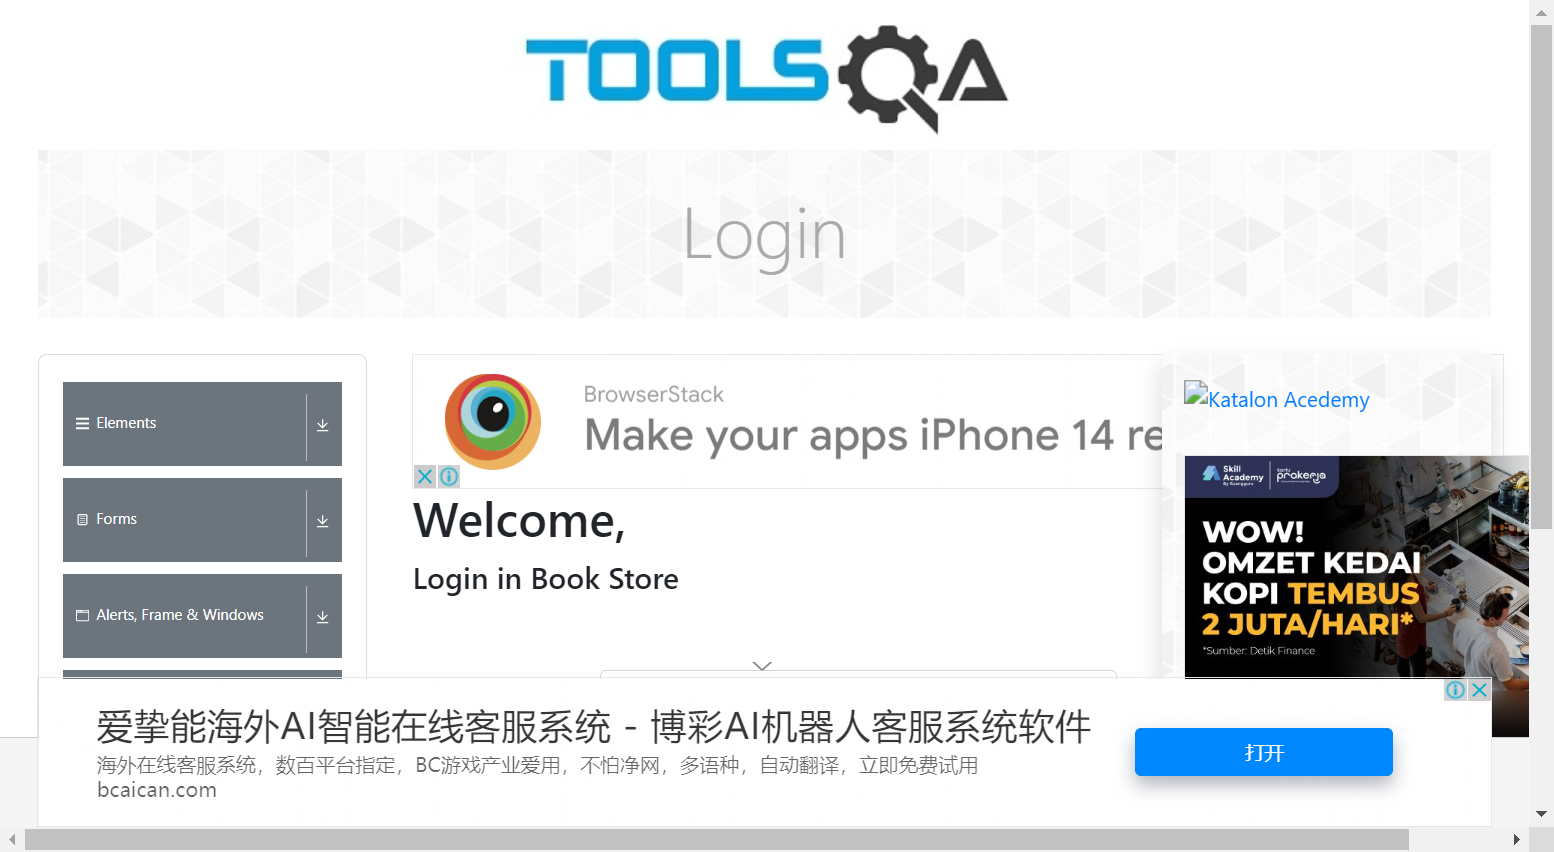 TOOLSQA
Login
Elements
Forms
Alerts, Frame & Windows
BrowserStack
Make your apps iPhone 14 re
Welcome,
Login in Book Store
Katalon Acedemy
Skill
Academy
By Ruangguru
kartu
prakerja
WOW!
OMZET KEDAI
KOPI TEMBUS
2 JUTA/HARI*
*Sumber: Detik Finance
爱挚能海外AI智能在线客服系统 - 博彩AI机器人客服系统软件
海外在线客服系统，数百平台指定，BC游戏产业爱用，不怕净网，多语种，自动翻译，立即免费试用
bcaican.com
打开